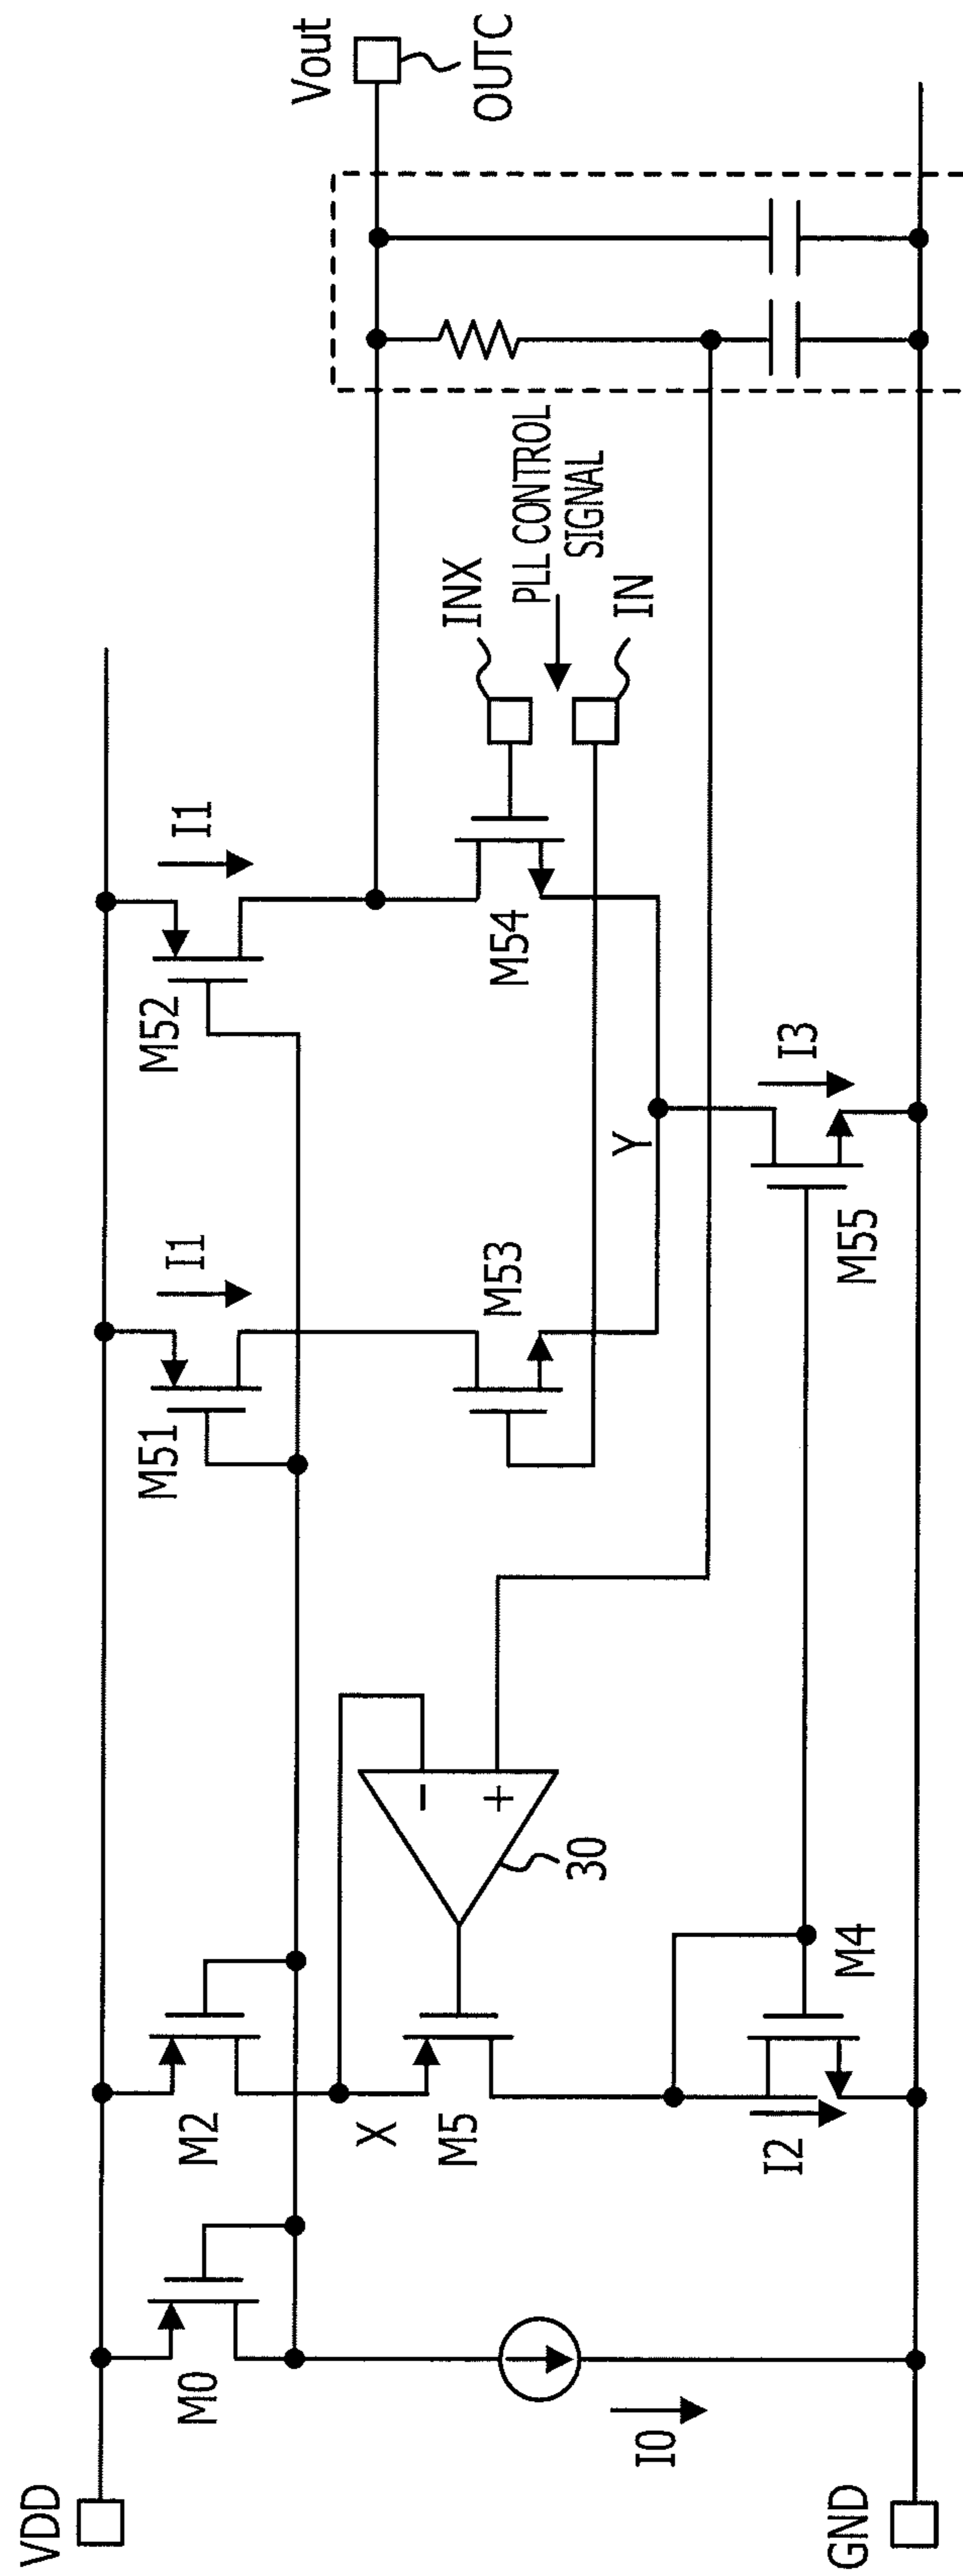 VDD
M0
I0
GND
M2
X
M5
I2
M4
30
-
+
M51
I1
M53
Y
M55
I3
M52
I1
M54
INX
PLL CONTROL
SIGNAL
IN
Vout
OUTC